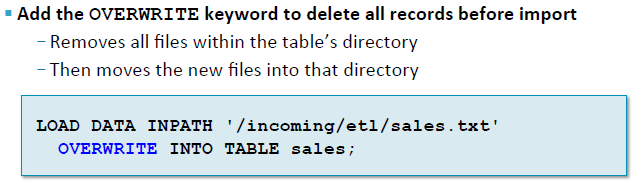 ▪ Add the OVERWRITE keyword to delete all records before import
– Removes all files within the table's directory
– Then moves the new files into that directory
LOAD DATA INPATH '/incoming/etl/sales.txt'
OVERWRITE INTO TABLE sales;